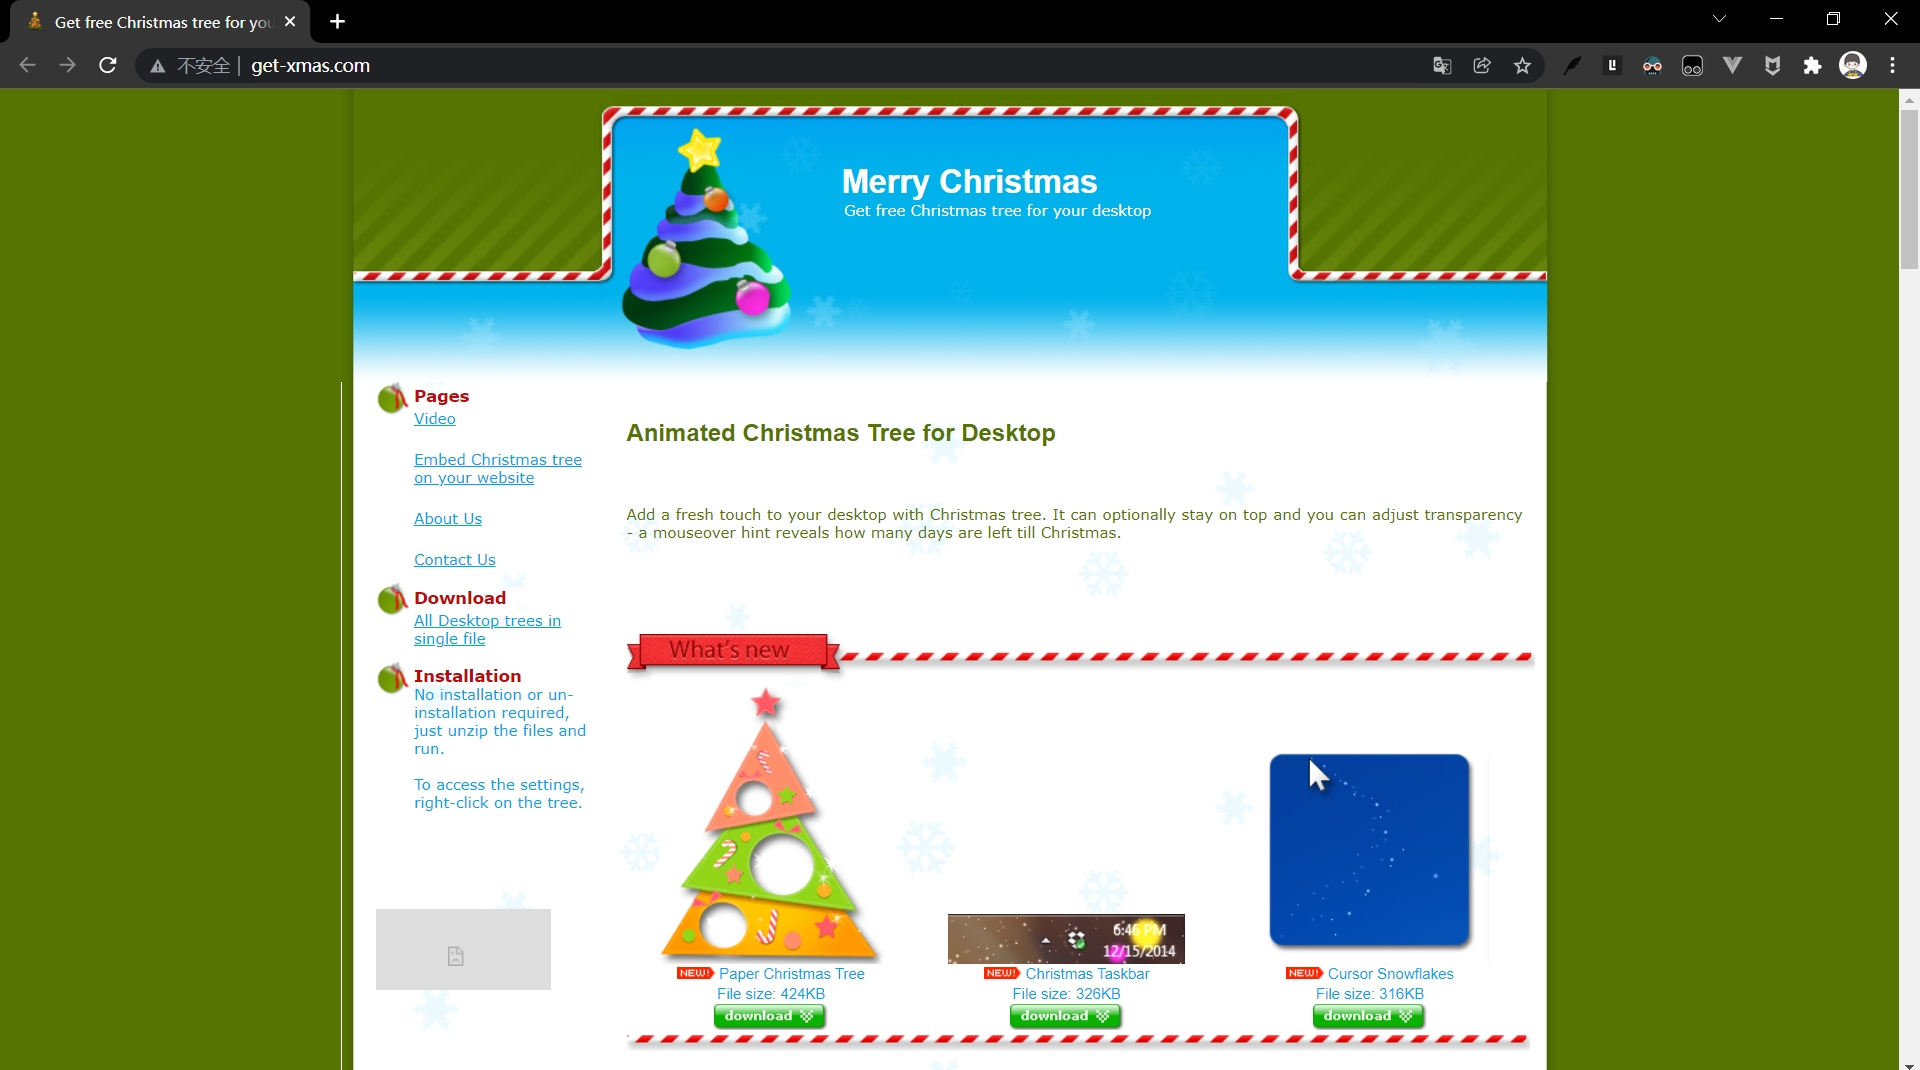 Get free Christmas tree for you
不安全 get-xmas.com
Merry Christmas
Get free Christmas tree for your desktop
Pages
Video
Embed Christmas tree
on your website
About Us
Contact Us
Download
All Desktop trees in
single file
Installation
No installation or un-
installation required,
just unzip the files and
run.
To access the settings,
right-click on the tree.
Animated Christmas Tree for Desktop
Add a fresh touch to your desktop with Christmas tree. It can optionally stay on top and you can adjust transparency
- a mouseover hint reveals how many days are left till Christmas.
What's new
6:46 PM
12/15/2014
NEW! Paper Christmas Tree
File size: 424KB
download
NEW! Christmas Taskbar
File size: 326KB
download
NEW! Cursor Snowflakes
File size: 316KB
download